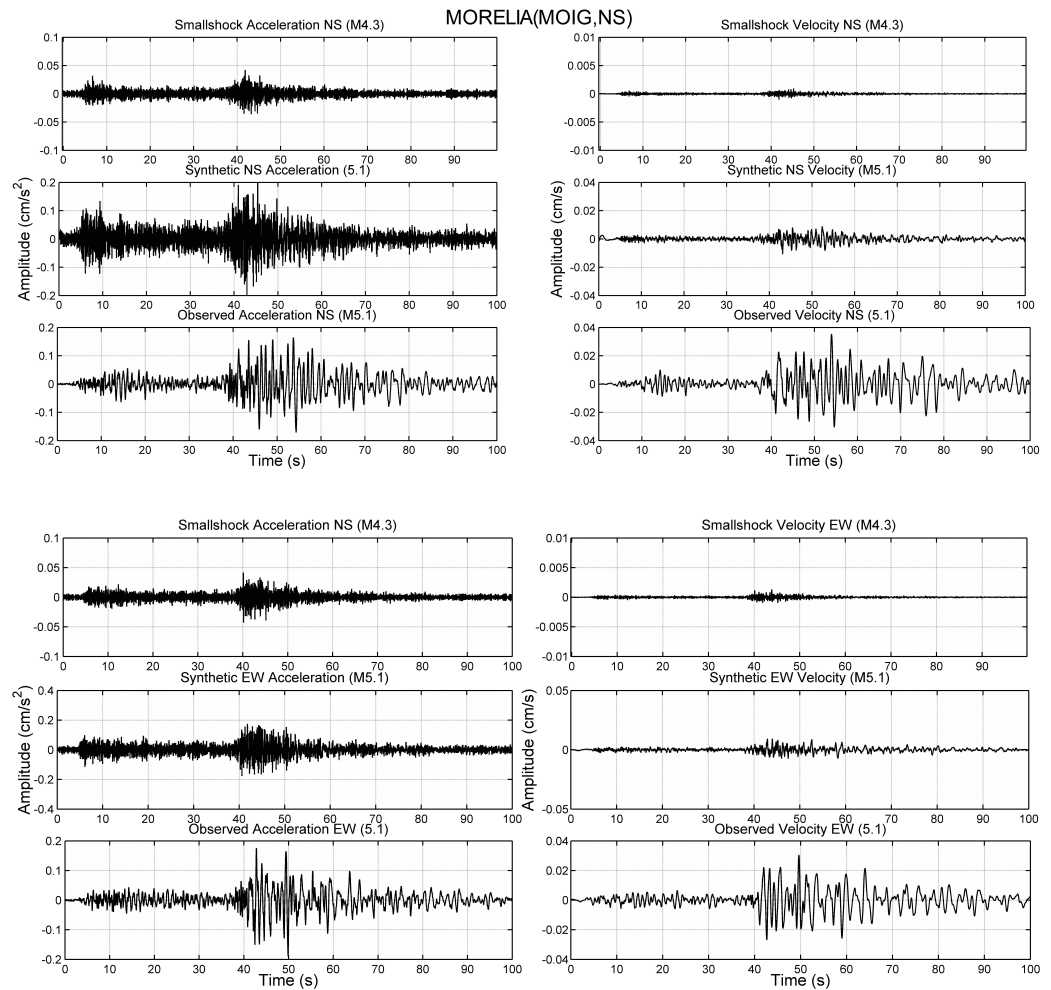 MORELIA(MOIG,NS)
Smallshock Acceleration NS (M4.3)
0.1
0.05
0
-0.05
-0.1
0 10 20 30 40 50 60 70 80 90
Smallshock Velocity NS (M4.3)
0.01
0.005
0
-0.005
-0.01
0 10 20 30 40 50 60 70 80 90
Synthetic NS Acceleration (5.1)
Amplitude (cm/s²)
0.2
0.1
0
-0.1
-0.2
0 10 20 30 40 50 60 70 80 90 100
Synthetic NS Velocity (M5.1)
Amplitude (cm/s)
0.04
0.02
0
-0.02
-0.04
0 10 20 30 40 50 60 70 80 90 100
Observed Acceleration NS (M5.1)
0.2
0.1
0
-0.1
-0.2
0 10 20 30 40 50 60 70 80 90 100
Time (s)
Observed Velocity NS (5.1)
0.04
0.02
0
-0.02
-0.04
0 10 20 30 40 50 60 70 80 90 100
Time (s)
Smallshock Acceleration NS (M4.3)
0.1
0.05
0
-0.05
-0.1
0 10 20 30 40 50 60 70 80 90 100
Smallshock Velocity EW (M4.3)
0.01
0.005
0
-0.005
-0.01
0 10 20 30 40 50 60 70 80 90
Synthetic EW Acceleration (M5.1)
Amplitude (cm/s²)
0.4
0.2
0
-0.2
-0.4
0 10 20 30 40 50 60 70 80 90 100
Synthetic EW Velocity (M5.1)
Amplitude (cm/s)
0.05
0
-0.05
0 10 20 30 40 50 60 70 80 90 100
Observed Acceleration EW (5.1)
0.2
0.1
0
-0.1
-0.2
0 10 20 30 40 50 60 70 80 90 100
Time (s)
Observed Velocity EW (5.1)
0.04
0.02
0
-0.02
-0.04
0 10 20 30 40 50 60 70 80 90 100
Time (s)